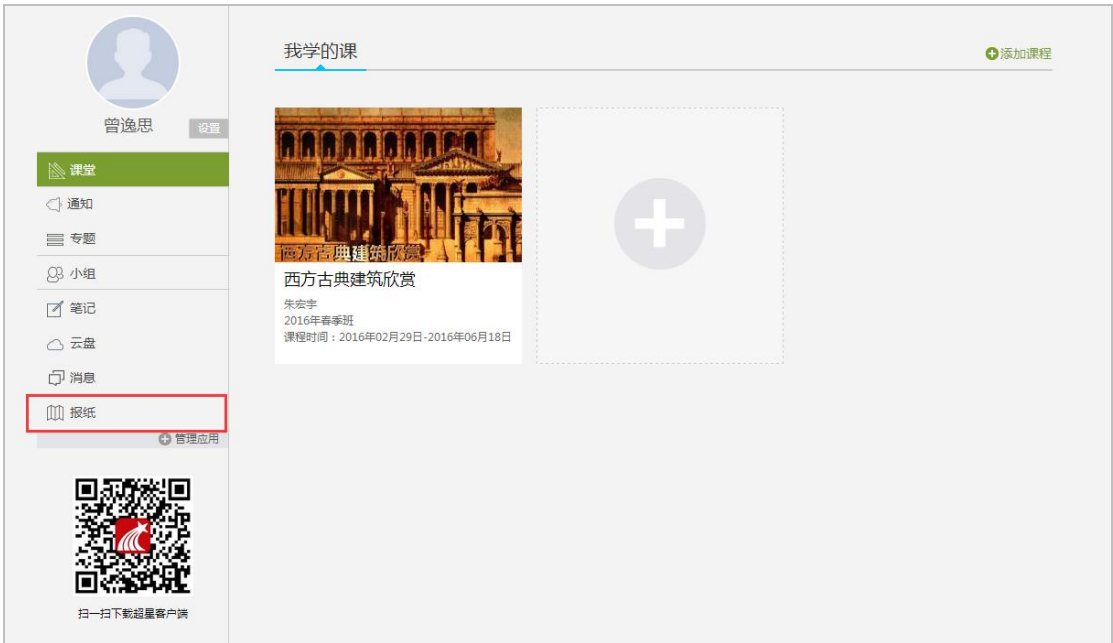 曾逸思
设置
课堂
通知
专题
小组
笔记
云盘
消息
报纸
管理应用
扫一扫下载超星客户端
我学的课
添加课程
西方古典建筑欣赏
西方古典建筑欣赏
朱宏宇
2016年春季班
课程时间：2016年02月29日-2016年06月18日